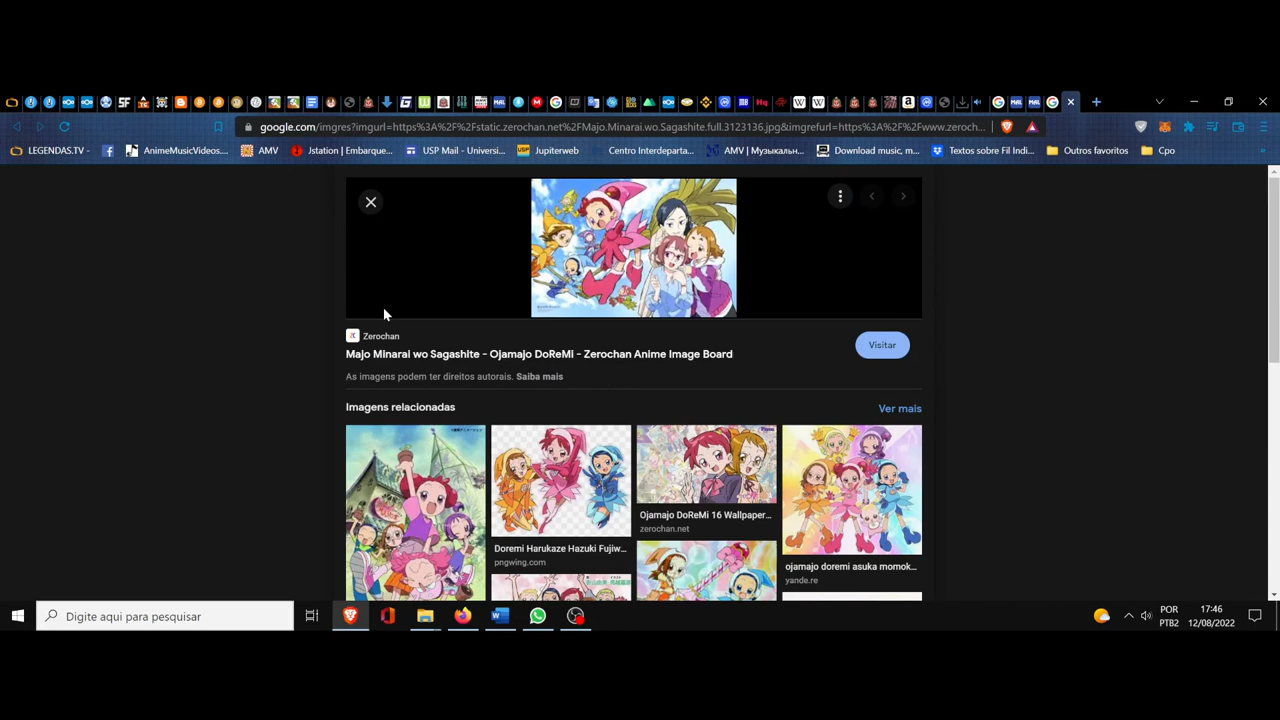 google.com/imgres?imgurl=https%3A%2F%2Fstatic.zerochan.net%2FMajo.Minarai.wo.Sagashite.full.3123136.jpg&imgrefurl=https%3A%2F%2Fwww.zeroch...
LEGENDAS.TV - AnimeMusicVideos... AMV Jstation | Embarque... USP Mail - Universi... Jupiterweb Centro Interdeparta... AMV | Музыкальн... Download music, m... Textos sobre Fil Indi... Outros favoritos Cpo
Zerochan
Majo Minarai wo Sagashite - Ojamajo DoReMi - Zerochan Anime Image Board
Visitar
As imagens podem ter direitos autorais. Saiba mais
Imagens relacionadas
Ver mais
Ojamajo DoReMi 16 Wallpaper...
zerochan.net
Doremi Harukaze Hazuki Fujiw...
pngwing.com
ojamajo doremi asuka momok...
yande.re
Digite aqui para pesquisar
POR
PTB2
17:46
12/08/2022